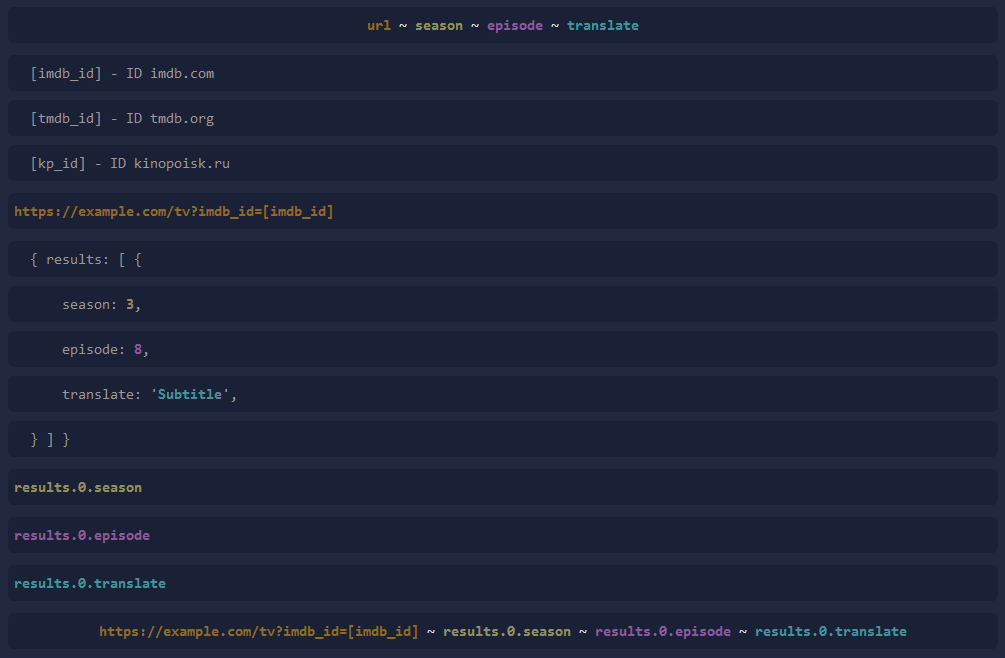 url ~ season ~ episode ~ translate
[imdb_id] - ID imdb.com
[tmdb_id] - ID tmdb.org
[kp_id] - ID kinopoisk.ru
https://example.com/tv?imdb_id=[imdb_id]
{ results: [ {
season: 3,
episode: 8,
translate: 'Subtitle',
} ] }
results.0.season
results.0.episode
results.0.translate
https://example.com/tv?imdb_id=[imdb_id] ~ results.0.season ~ results.0.episode ~ results.0.translate